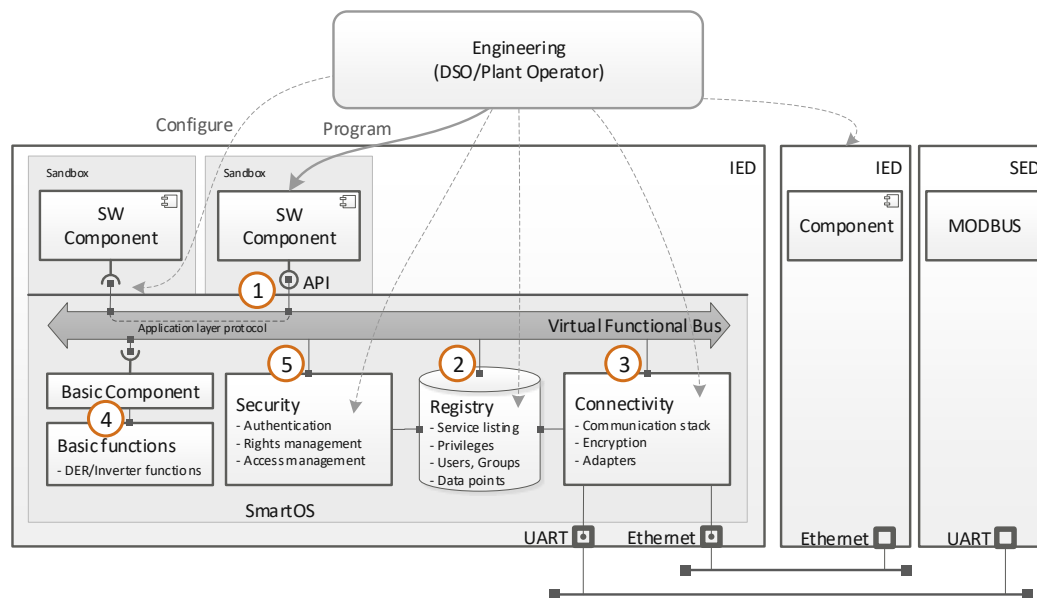 Engineering
(DSO/Plant Operator)
Configure
Program
Sandbox
SW
Component
Sandbox
SW
Component
IED
IED
Component
SED
MODBUS
1
API
Application layer protocol
Virtual Functional Bus
Basic Component
4
Basic functions
- DER/Inverter functions
5
Security
- Authentication
- Rights management
- Access management
2
Registry
- Service listing
- Privileges
- Users, Groups
- Data points
3
Connectivity
- Communication stack
- Encryption
- Adapters
SmartOS
UART
Ethernet
Ethernet
UART